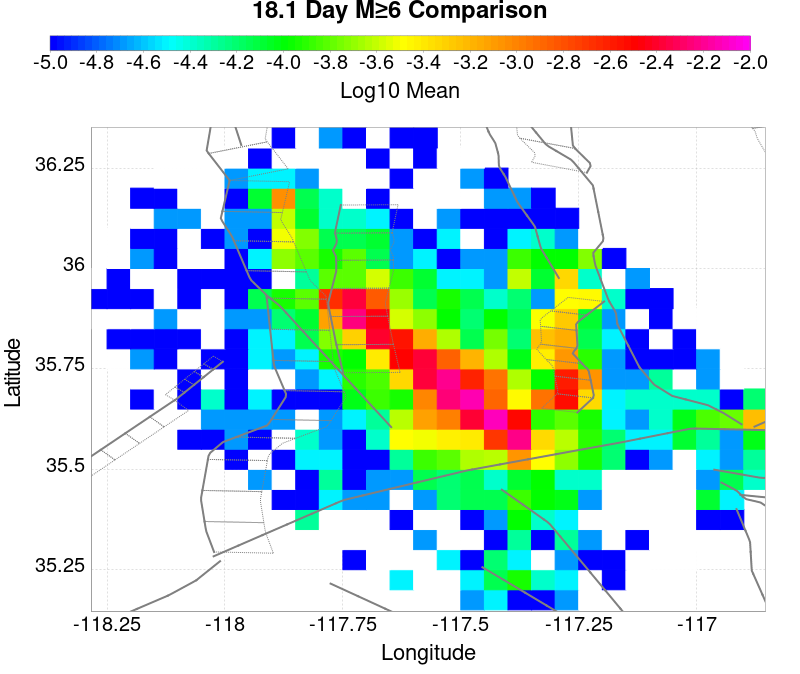 18.1 Day M≥6 Comparison
-5.0 -4.8 -4.6 -4.4 -4.2 -4.0 -3.8 -3.6 -3.4 -3.2 -3.0 -2.8 -2.6 -2.4 -2.2 -2.0
Log10 Mean
36.25
36
35.75
35.5
35.25
Latitude
-118.25 -118 -117.75 -117.5 -117.25 -117
Longitude